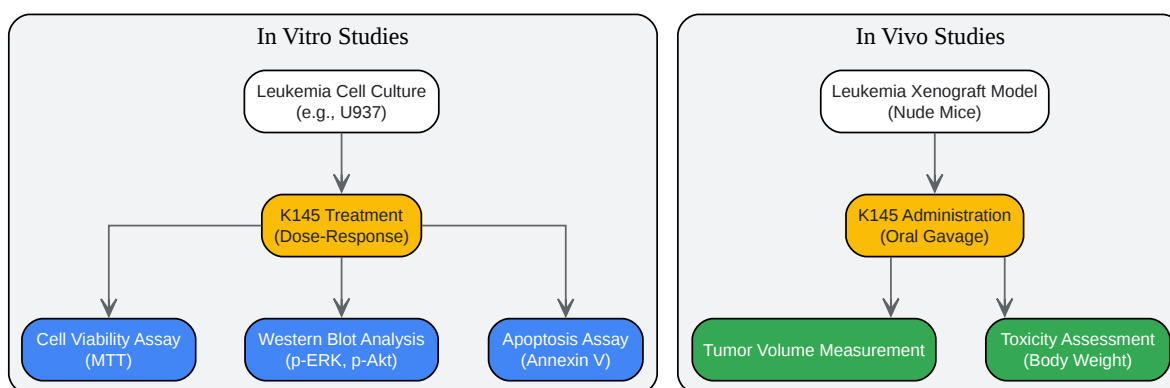 In Vitro Studies
Leukemia Cell Culture
(e.g., U937)
K145 Treatment
(Dose-Response)
Cell Viability Assay
(MTT)
Western Blot Analysis
(p-ERK, p-Akt)
Apoptosis Assay
(Annexin V)
In Vivo Studies
Leukemia Xenograft Model
(Nude Mice)
K145 Administration
(Oral Gavage)
Tumor Volume Measurement
Toxicity Assessment
(Body Weight)